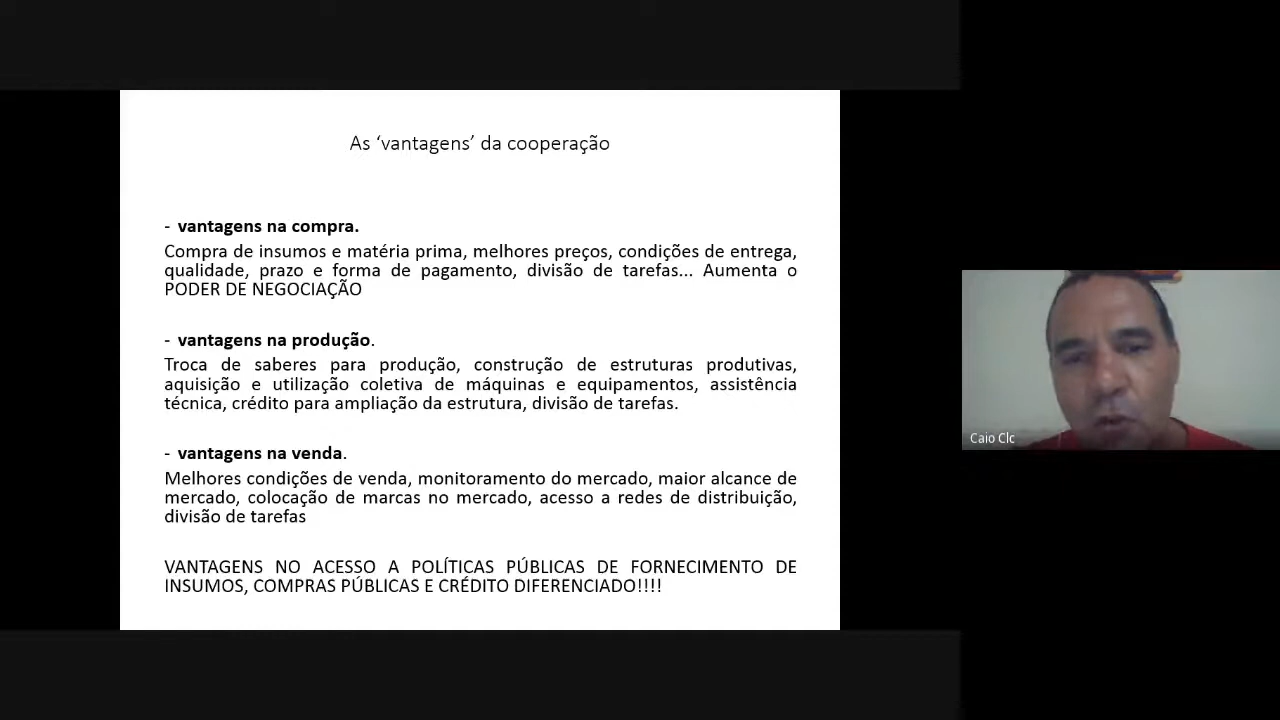 As ‘vantagens’ da cooperação
- vantagens na compra.
Compra de insumos e matéria prima, melhores preços, condições de entrega,
qualidade, prazo e forma de pagamento, divisão de tarefas... Aumenta o
PODER DE NEGOCIAÇÃO
- vantagens na produção.
Troca de saberes para produção, construção de estruturas produtivas,
aquisição e utilização coletiva de máquinas e equipamentos, assistência
técnica, crédito para ampliação da estrutura, divisão de tarefas.
- vantagens na venda.
Melhores condições de venda, monitoramento do mercado, maior alcance de
mercado, colocação de marcas no mercado, acesso a redes de distribuição,
divisão de tarefas
VANTAGENS NO ACESSO A POLÍTICAS PÚBLICAS DE FORNECIMENTO DE
INSUMOS, COMPRAS PÚBLICAS E CRÉDITO DIFERENCIADO!!!!
Caio Clc